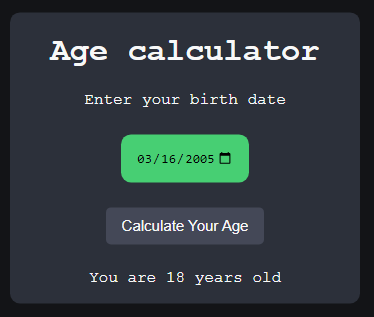 Age calculator
Enter your birth date
03/16/2005
Calculate Your Age
You are 18 years old